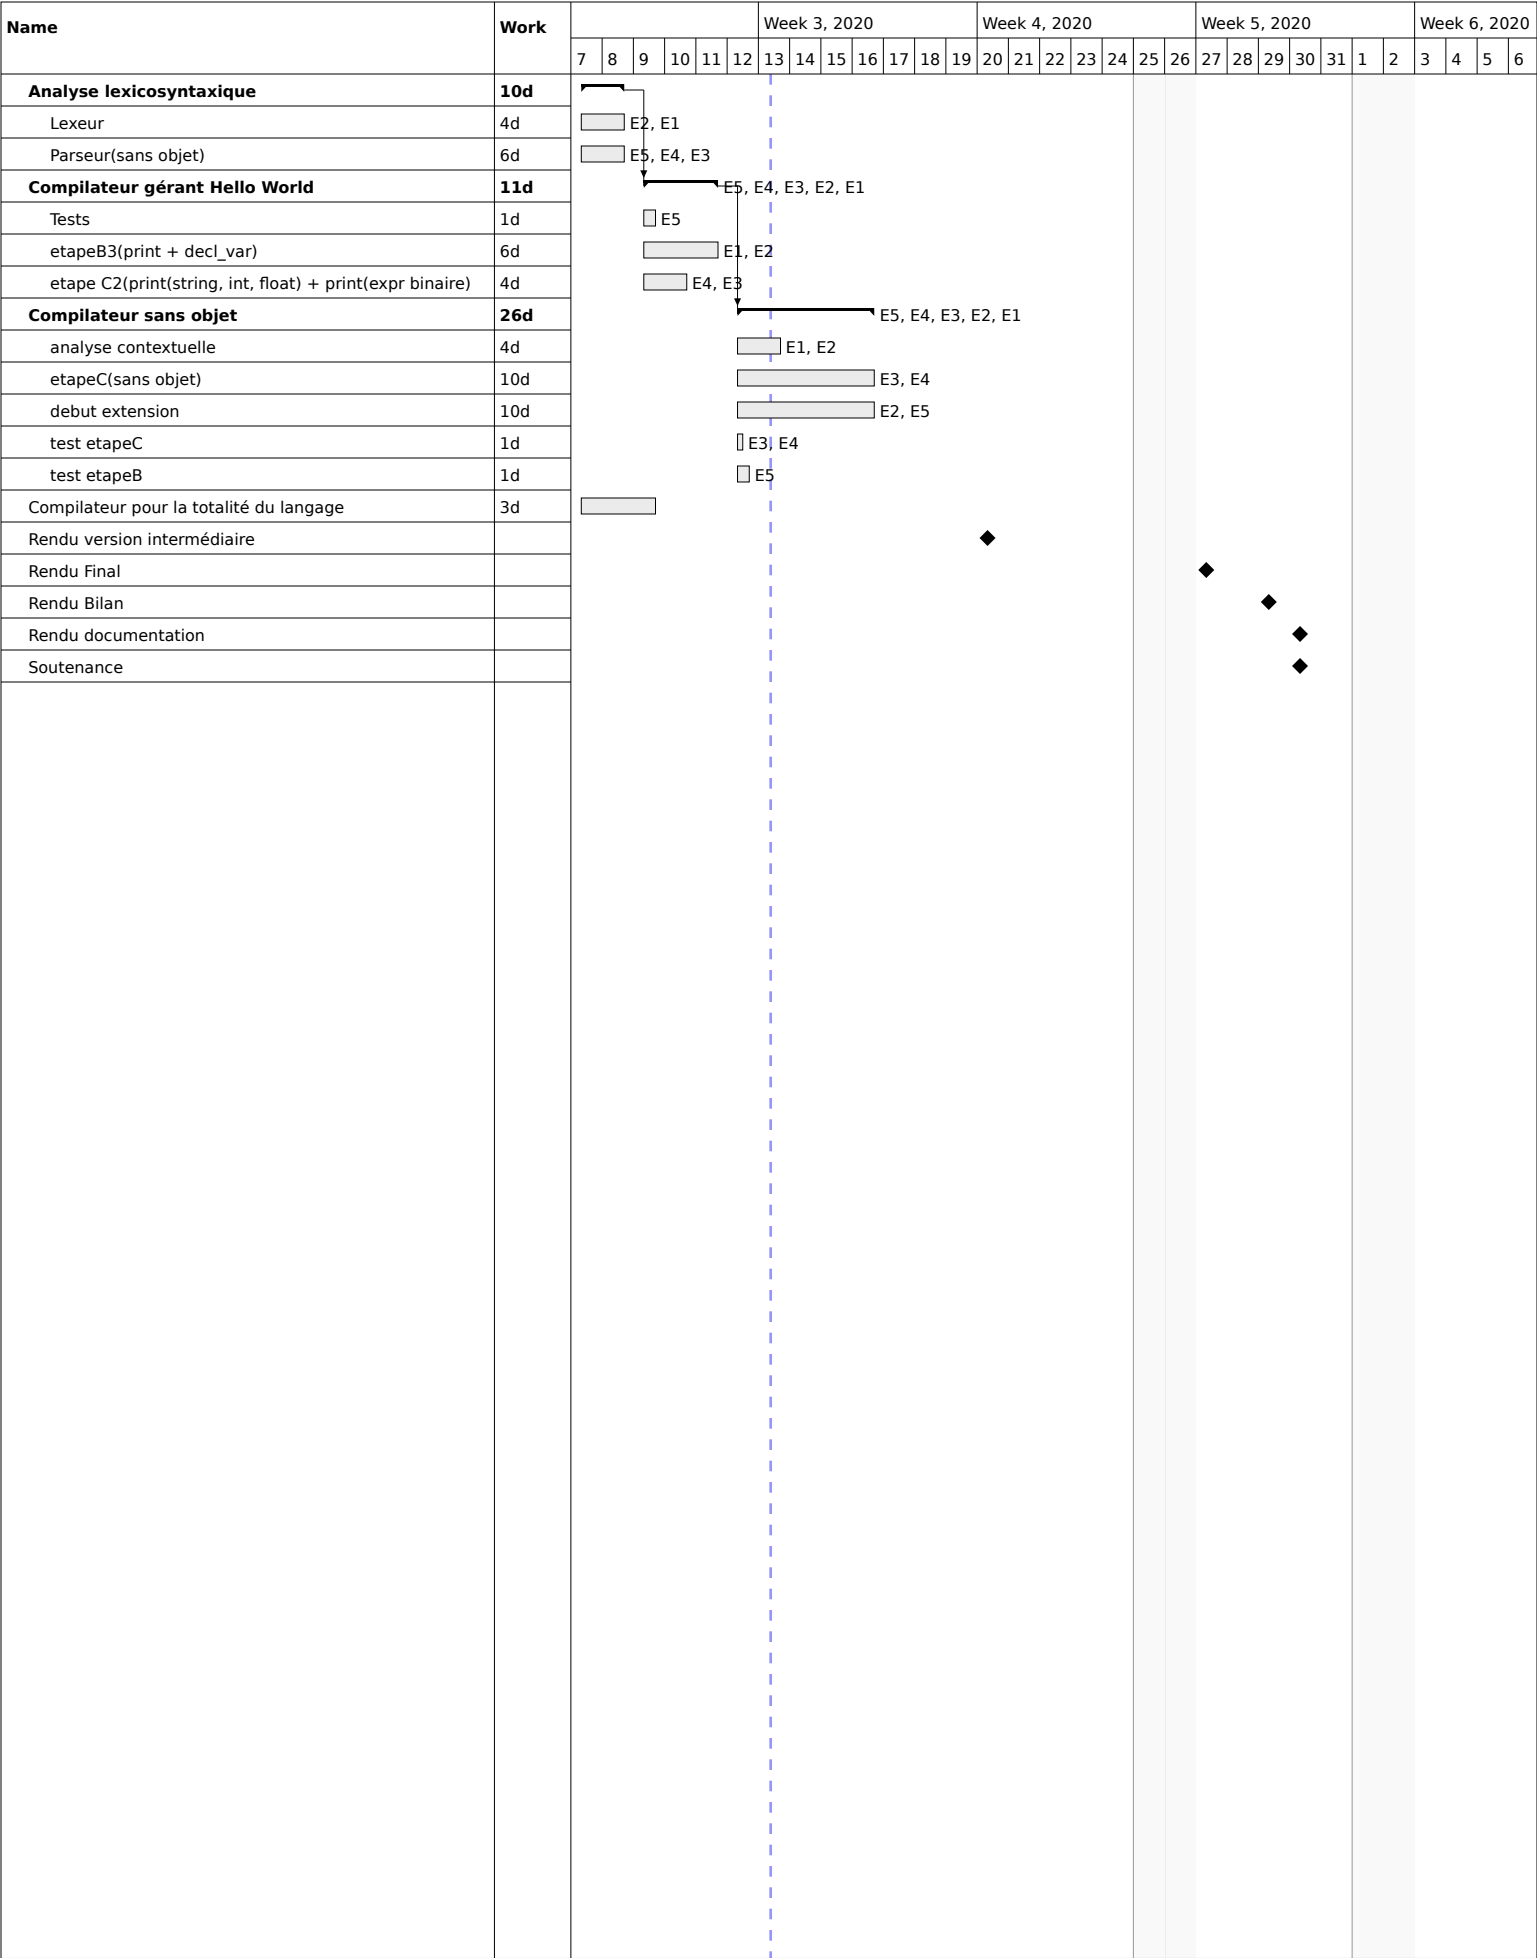 Name Work Week 3, 2020 Week 4, 2020 Week 5, 2020 Week 6, 2020
7 8 9 10 11 12 13 14 15 16 17 18 19 20 21 22 23 24 25 26 27 28 29 30 31 1 2 3 4 5 6
Analyse lexicosyntaxique 10d
Lexeur 4d E2, E1
Parseur(sans objet) 6d E5, E4, E3
Compilateur gérant Hello World 11d E5, E4, E3, E2, E1
Tests 1d E5
etapeB3(print + decl_var) 6d E1, E2
etape C2(print(string, int, float) + print(expr binaire) 4d E4, E3
Compilateur sans objet 26d E5, E4, E3, E2, E1
analyse contextuelle 4d E1, E2
etapeC(sans objet) 10d E3, E4
debut extension 10d E2, E5
test etapeC 1d E3, E4
test etapeB 1d E5
Compilateur pour la totalité du langage 3d
Rendu version intermédiaire
Rendu Final
Rendu Bilan
Rendu documentation
Soutenance